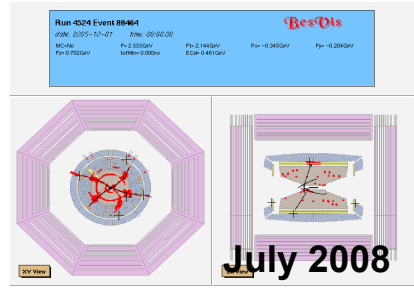 Run 4524 Event 88464
BesVis
date: 2005-10-01 time: 00:00:00
MC=No P= 2.553GeV Pt= 2.144GeV Px= -0.345GeV Py= -0.204GeV
Pz= 0.702GeV tofMin= 0.000ns ECal= 0.461GeV
XY View
July 2008